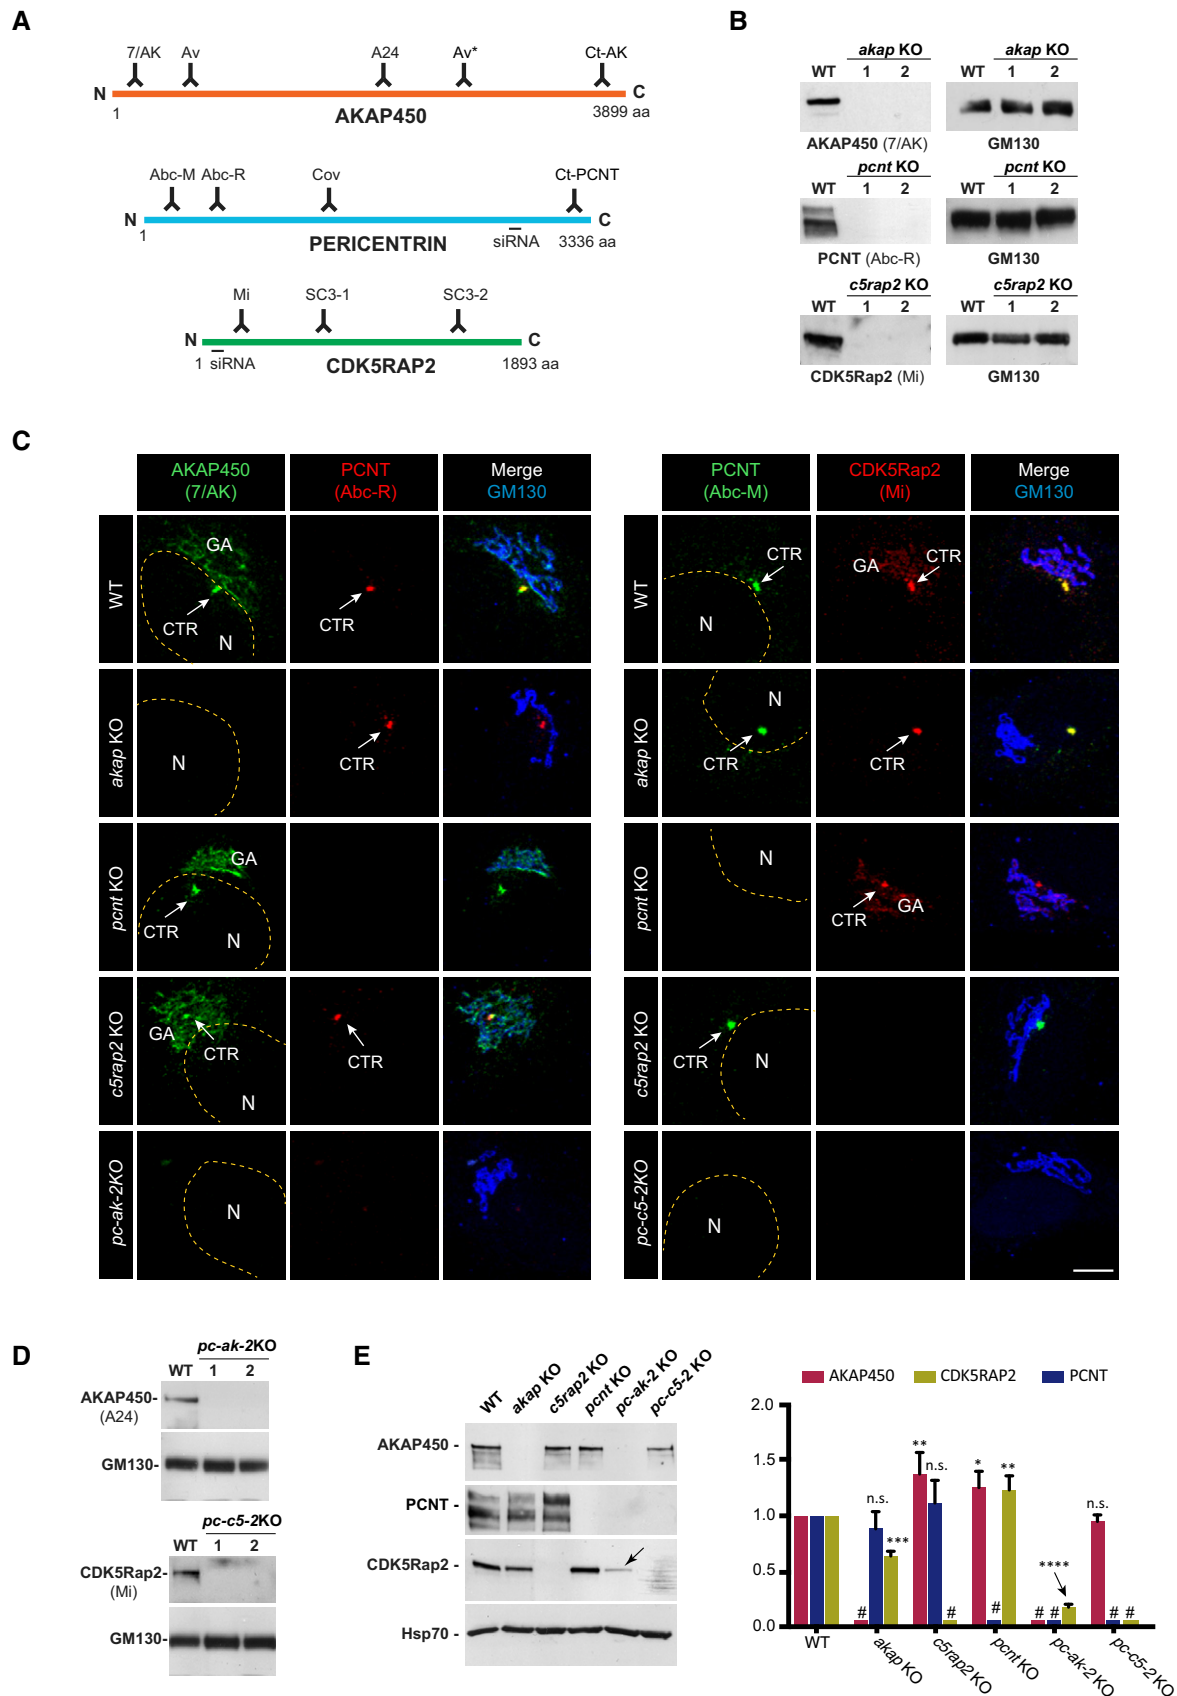 A
7/AK Av A24 Av* Ct-AK
N C
1 AKAP450 3899 aa
Abc-M Abc-R Cov Ct-PCNT
N C
1 PERICENTRIN siRNA 3336 aa
Mi SC3-1 SC3-2
N C
1 siRNA CDK5RAP2 1893 aa
B
akap KO akap KO
WT 1 2 WT 1 2
AKAP450 (7/AK) GM130
pcnt KO pcnt KO
WT 1 2 WT 1 2
PCNT (Abc-R) GM130
c5rap2 KO c5rap2 KO
WT 1 2 WT 1 2
CDK5Rap2 (Mi) GM130
C
AKAP450 (7/AK)
PCNT (Abc-R)
Merge GM130
PCNT (Abc-M)
CDK5Rap2 (Mi)
Merge GM130
WT
GA
CTR
N
CTR
WT
CTR
N
GA
CTR
akap KO
N
CTR
akap KO
N
CTR
CTR
pcnt KO
GA
CTR
N
pcnt KO
N
CTR
GA
c5rap2 KO
GA
CTR
N
CTR
c5rap2 KO
CTR
N
pc-ak-2KO
N
pc-c5-2KO
N
D
pc-ak-2KO
WT 1 2
AKAP450-
(A24)
GM130-
pc-c5-2KO
WT 1 2
CDK5Rap2-
(Mi)
GM130-
E
WT akap KO c5rap2 KO pcnt KO pc-ak-2 KO pc-c5-2 KO
AKAP450 -
PCNT -
CDK5Rap2 -
Hsp70 -
AKAP450 CDK5RAP2 PCNT
2.0
1.5
1.0
0.5
0.0
# n.s. ***
** n.s. #
* # **
# # ****
n.s. # #
WT akap KO c5rap2 KO pcnt KO pc-ak-2 KO pc-c5-2 KO